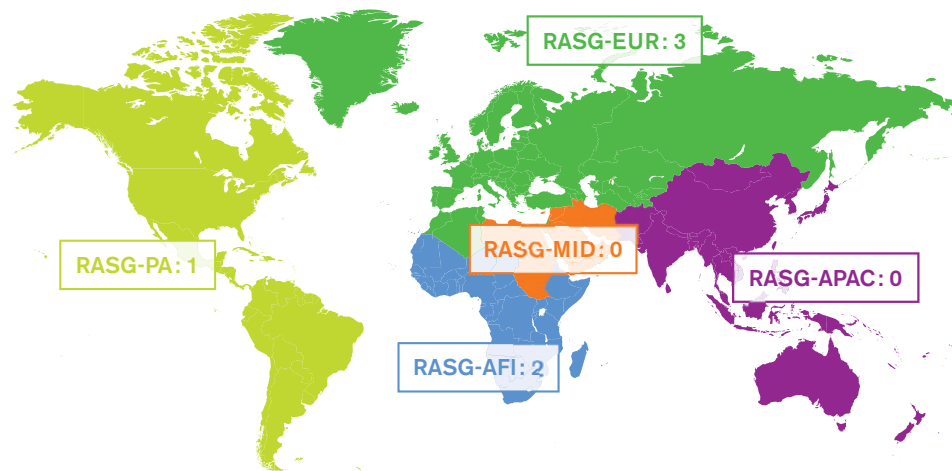 RASG-EUR: 3
RASG-MID: 0
RASG-PA: 1
RASG-APAC: 0
RASG-AFI: 2